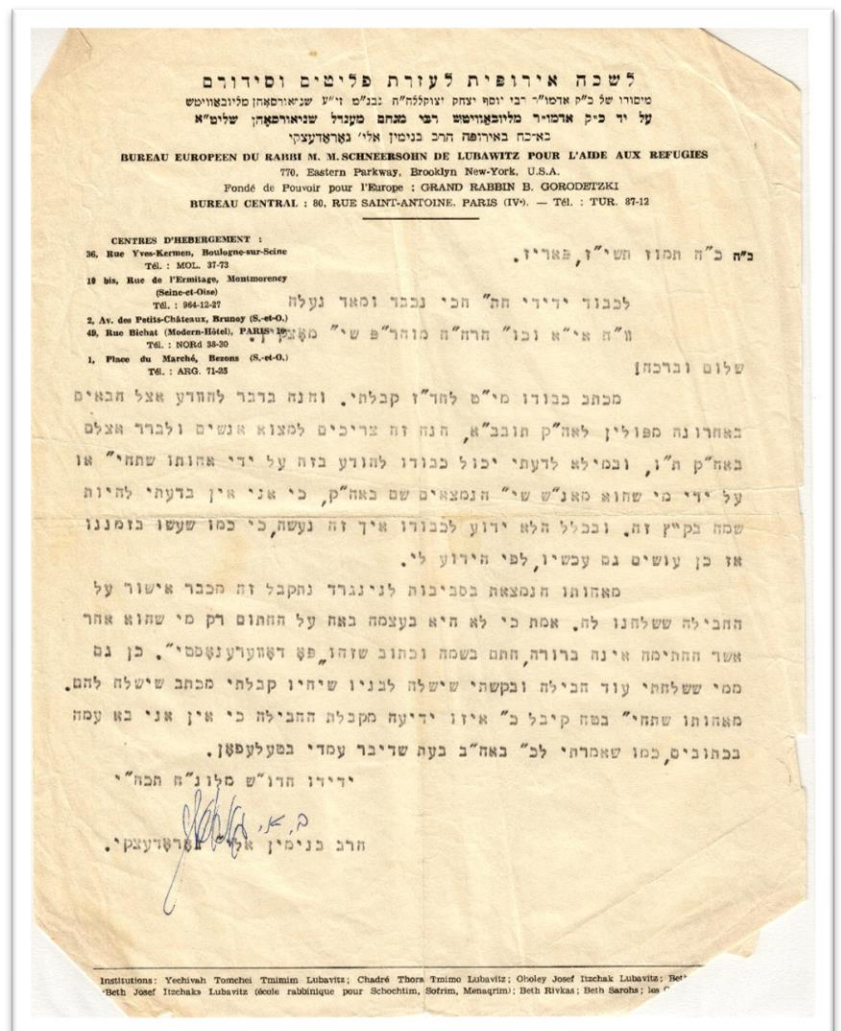 לשכה אירופית לעזרת פליטים וסידורם
מיסודו של כ"ק אדמו"ר רבי יוסף יצחק זצוקללה"ה נבג"מ זי"ע שניאורסאהן מליובאוויטש
על יד כ"ק אדמו"ר מליובאוויטש רבי מנחם מענדל שניאורסאהן שליט"א
בא-כח באירופה הרב בנימין אלי' גאראדעצקי
BUREAU EUROPEEN DU RABBI M. M. SCHNEERSOHN DE LUBAWITZ POUR L'AIDE AUX REFUGIES
770, Eastern Parkway, Brooklyn New-York, U.S.A.
Fondé de Pouvoir pour l'Europe : GRAND RABBIN B. GORODETZKI
BUREAU CENTRAL : 80, RUE SAINT-ANTOINE, PARIS (IVe). — Tél. : TUR. 87-12
CENTRES D'HEBERGEMENT :
36, Rue Yves-Kermen, Boulogne-sur-Seine
Tél. : MOL. 37-73
10 bis, Rue de l'Ermitage, Montmorency
(Seine-et-Oise)
Tél. : 964-12-27
2, Av. des Petits-Châteaux, Brunoy (S.-et-O.)
49, Rue Bichat (Modern-Hôtel), PARIS-10e
Tél. : NORd 38-30
1, Place du Marché, Bezons (S.-et-O.)
Tél. : ARG. 71-25
ב"ה כ"ח תמוז תשי"ז, פאריז.
לכבוד ידידי חת" הכי נכבד ומאד נעלה
וו"ח אי"א וכו" הרה"ח מוהר"פ שי" מאצקין.
שלום וברכה!
מכתב כבודו מי"ט לחד"ז קבלתי. והנה בדבר להוודע אצל הבאים
באחרונה מפולין לאה"ק תובב"א, הנה זה צריכים למצוא אנשים ולברר אצלם
באה"ק ת"ו, ובמילא לדעתי יכול כבודו להודע בזה על ידי אחותו שתחי" או
על ידי מי שהוא מאנ"ש שי" הנמצאים שם באה"ק, כי אני אין בדעתי להיות
שמה בקיץ זה. ובכלל הלא ידוע לכבודו איך זה נעשה, כי כמו שעשו בזמננו
אז כן עושים גם עכשיו, לפי הידוע לי.
מאחותו הנמצאת בסביבות לנינגרד נתקבל זה מכבר אישור על
החבילה ששלחנו לה. אמת כי לא היא בעצמה באה על החתום רק מי שהוא אחר
אשר החתימה אינה ברורה, חתם בשמה וכתוב שזהו "פא דאווערענאסטי". כן גם
ממי ששלחתי עוד חבילה ובקשתי שישלה לבניו שיחיו קבלתי מכתב שישלה להם.
מאחותו שתחי" בטח קיבל כ" איזו ידיעה מקבלת החבילה כי אין אני בא עמה
בכתובים, כמו שאמרתי לכ" באה"ב בעת שדיבר עמדי בטעלעפאן.
ידידו הדו"ש מלונ"ח תכה"י
ב. א.
הרב בנימין אלי' גאראדעצקי.
Institutions: Yechivah Tomchei Tmimim Lubavitz; Chadré Thora Tmimo Lubavitz; Oholey Josef Itzchak Lubavitz;
Beth Josef Itzchaks Lubavitz (école rabbinique pour Schochtim, Sofrim, Menaqrim); Beth Rivkas; Beth Sarohs; les